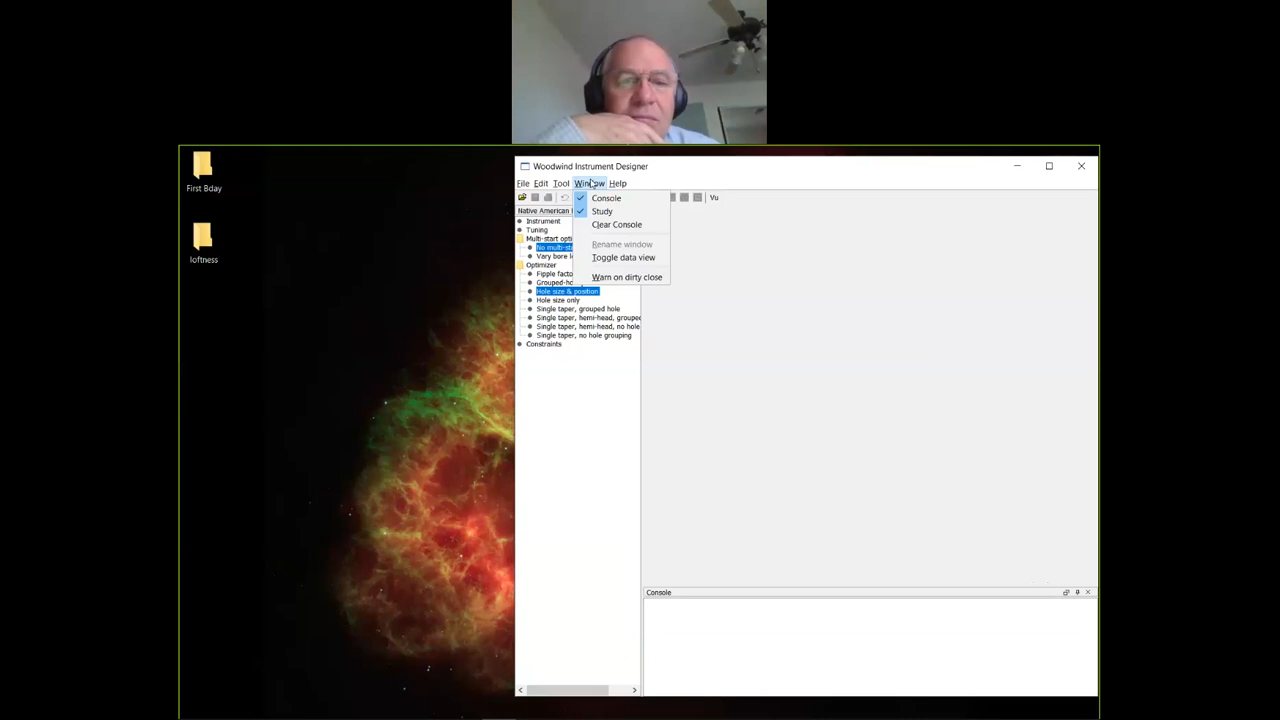 First Bday
loftness
Woodwind Instrument Designer
File Edit Tool Window Help
Vu
Native American
Instrument
Tuning
Multi-start opti
No multi-st
Vary bore l
Optimizer
Fipple facto
Grouped-ho
Hole size & position
Hole size only
Single taper, grouped hole
Single taper, hemi-head, groupe
Single taper, hemi-head, no hole
Single taper, no hole grouping
Constraints
Console
Study
Clear Console
Rename window
Toggle data view
Warn on dirty close
Console